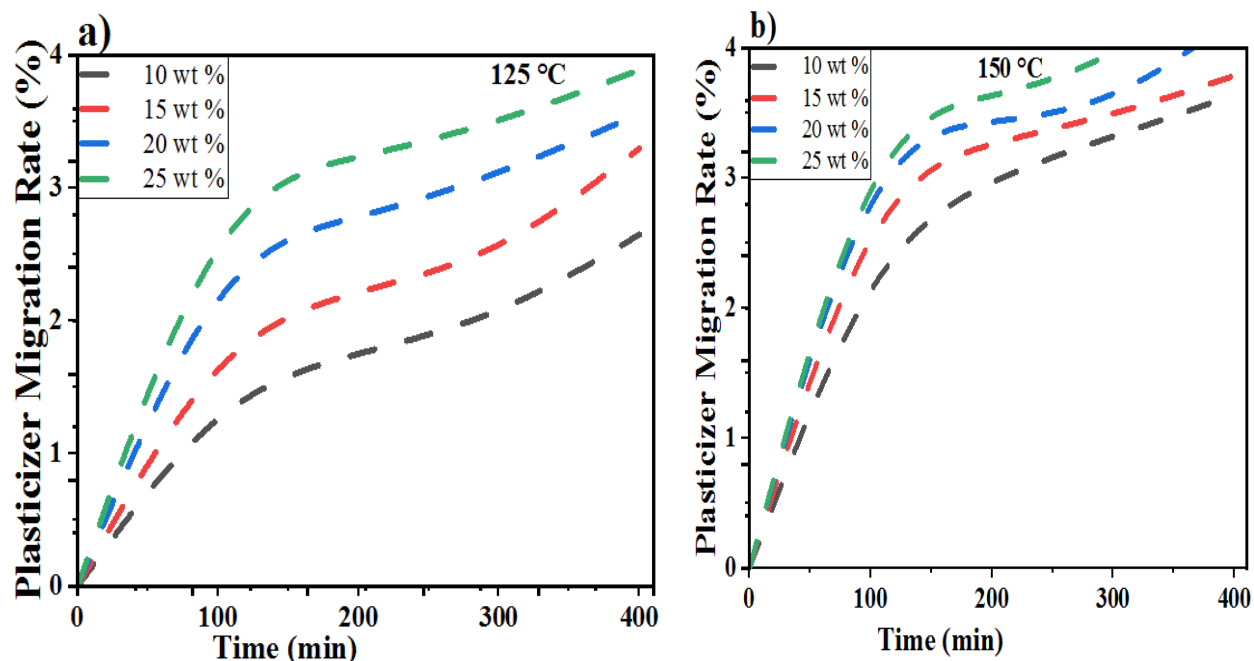 a)
Plasticizer Migration Rate (%)
4
3
2
1
0
10 wt %
15 wt %
20 wt %
25 wt %
125 °C
0 100 200 300 400
Time (min)
b)
Plasticizer Migration Rate (%)
4
3
2
1
0
10 wt %
15 wt %
20 wt %
25 wt %
150 °C
0 100 200 300 400
Time (min)